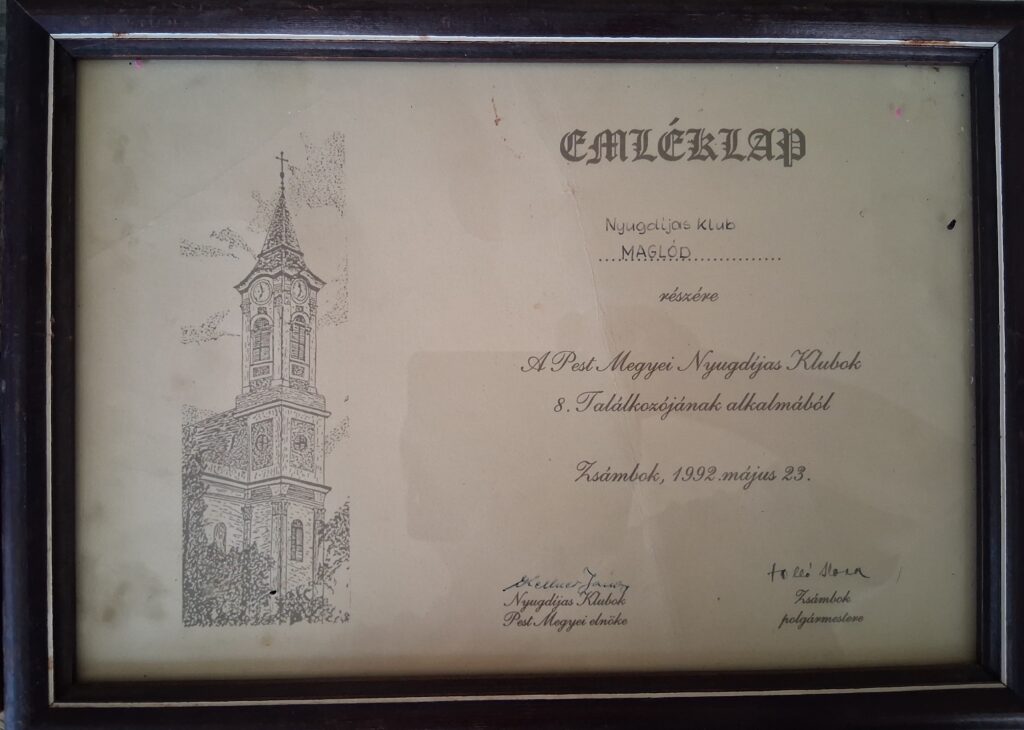 EMLÉKLAP
Nyugdíjas Klub
MAGLÓD
részére
A Pest Megyei Nyugdíjas Klubok
8. Találkozójának alkalmából
Zsámbok, 1992. május 23.
Nyugdíjas Klubok
Pest Megyei elnöke
Zsámbok
polgármestere